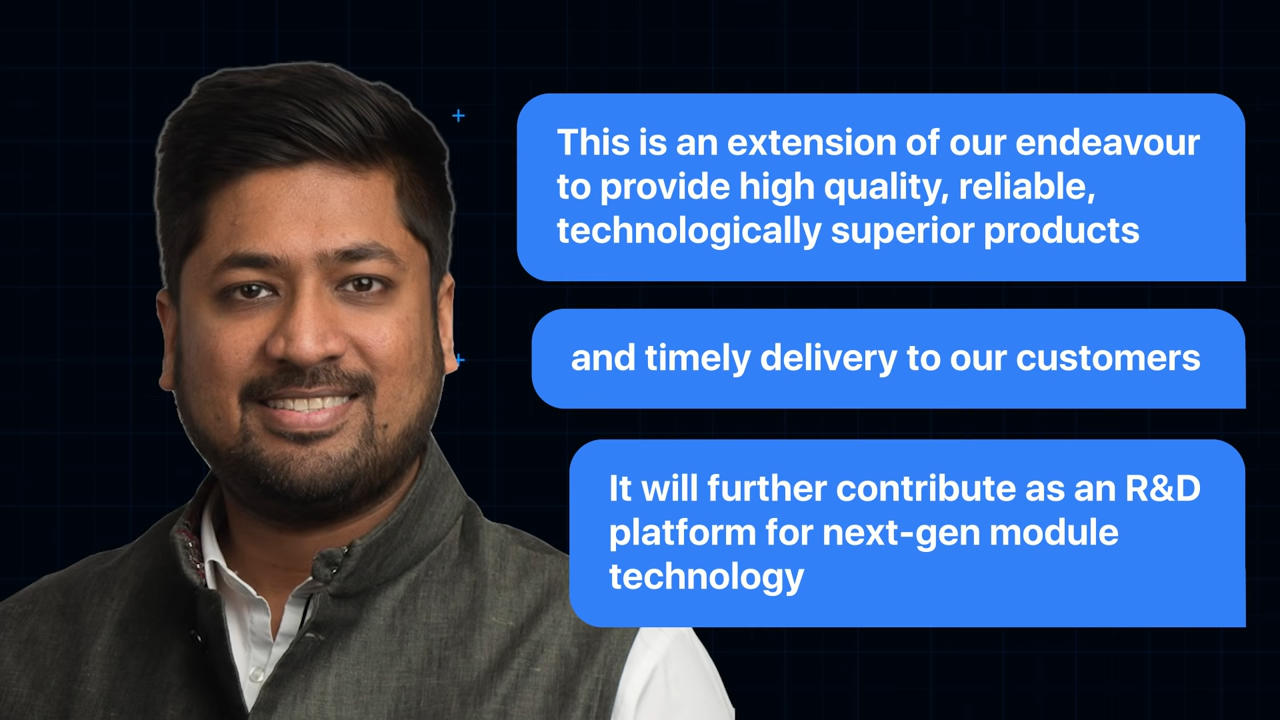 This is an extension of our endeavour
to provide high quality, reliable,
technologically superior products
and timely delivery to our customers
It will further contribute as an R&D
platform for next-gen module
technology